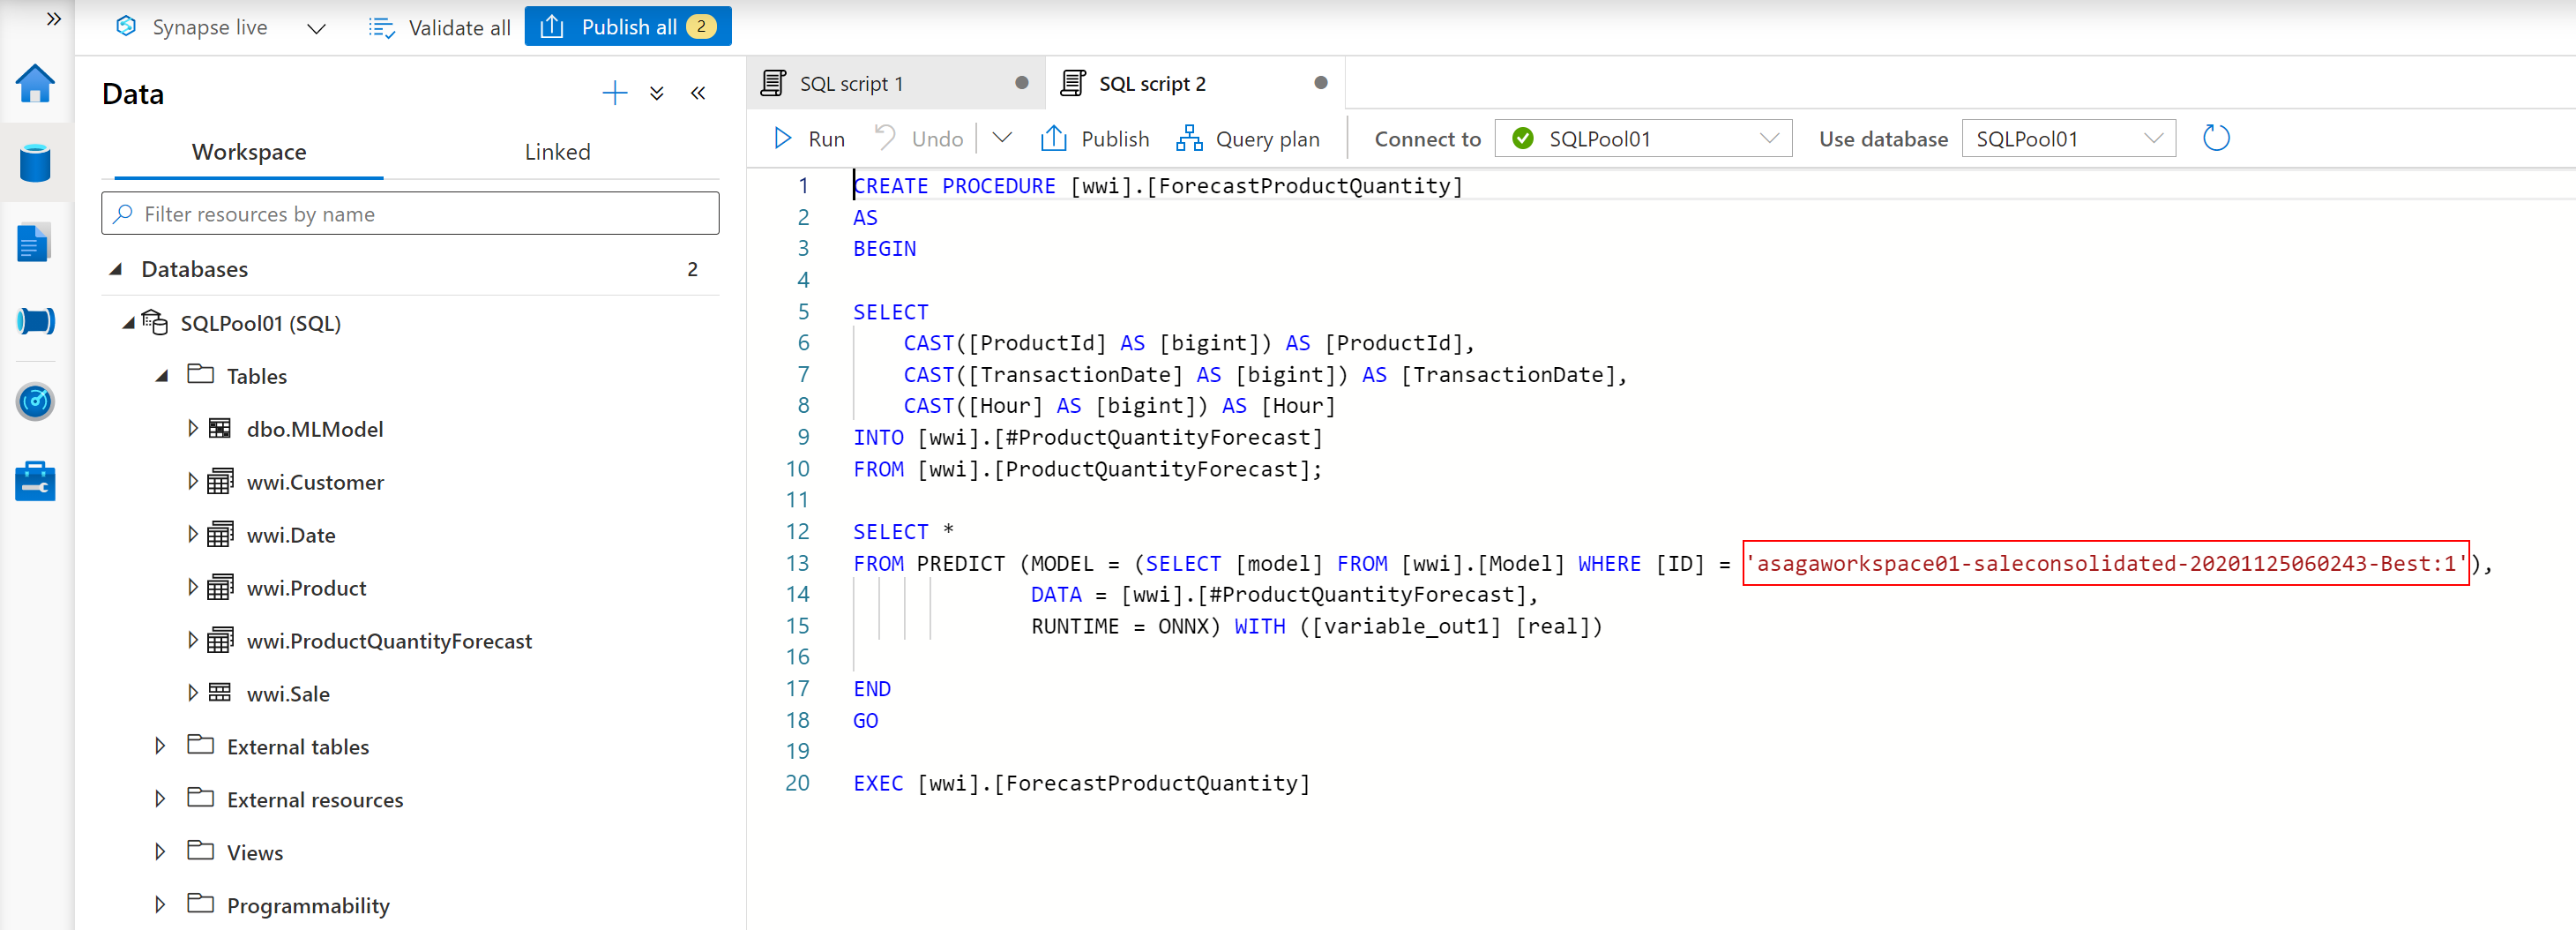 Synapse live
Validate all
Publish all 2
Data
Workspace
Linked
Filter resources by name
Databases 2
SQLPool01 (SQL)
Tables
dbo.MLModel
wwi.Customer
wwi.Date
wwi.Product
wwi.ProductQuantityForecast
wwi.Sale
External tables
External resources
Views
Programmability
SQL script 1
SQL script 2
Run
Undo
Publish
Query plan
Connect to
SQLPool01
Use database
SQLPool01
1 CREATE PROCEDURE [wwi].[ForecastProductQuantity]
2 AS
3 BEGIN
4
5 SELECT
6 CAST([ProductId] AS [bigint]) AS [ProductId],
7 CAST([TransactionDate] AS [bigint]) AS [TransactionDate],
8 CAST([Hour] AS [bigint]) AS [Hour]
9 INTO [wwi].[#ProductQuantityForecast]
10 FROM [wwi].[ProductQuantityForecast];
11
12 SELECT *
13 FROM PREDICT (MODEL = (SELECT [model] FROM [wwi].[Model] WHERE [ID] = 'asagaworkspace01-saleconsolidated-20201125060243-Best:1'),
14 DATA = [wwi].[#ProductQuantityForecast],
15 RUNTIME = ONNX) WITH ([variable_out1] [real])
16
17 END
18 GO
19
20 EXEC [wwi].[ForecastProductQuantity]